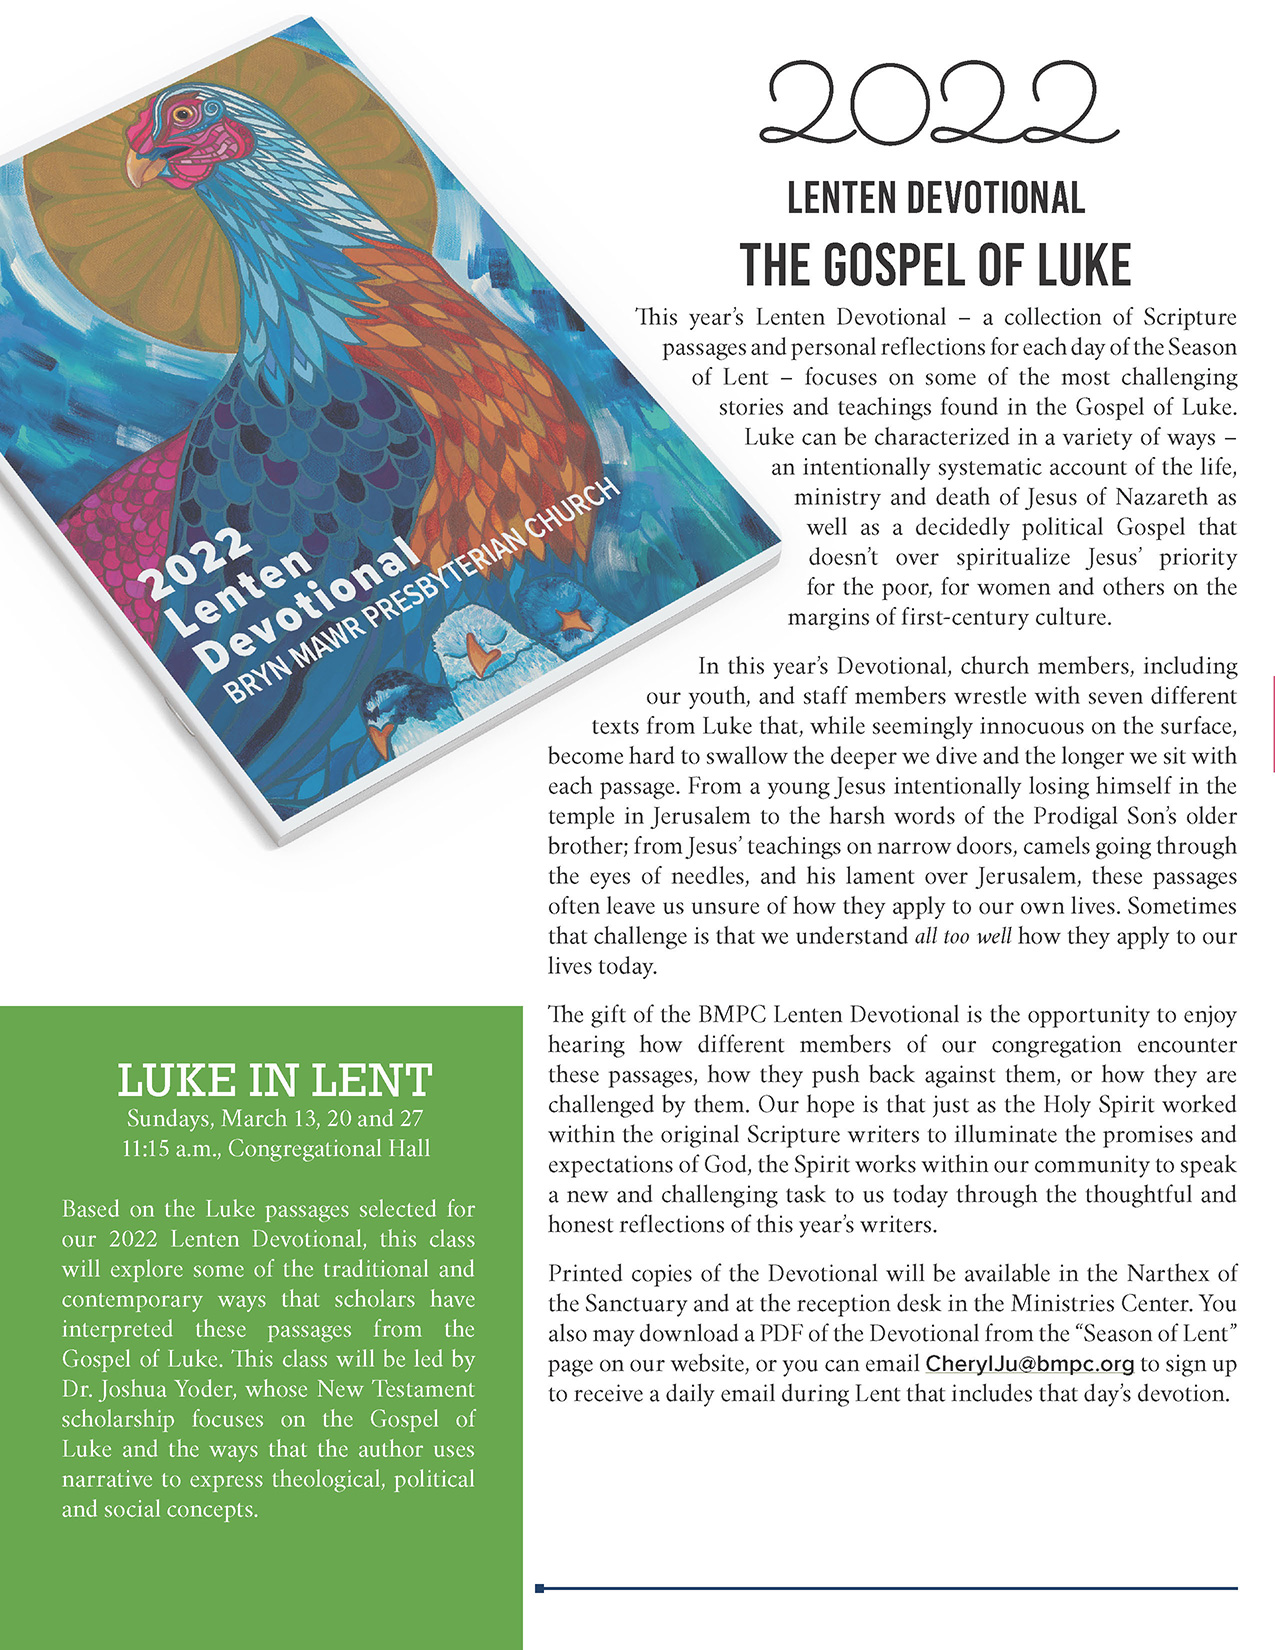 2022
Lenten
Devotional
BRYN MAWR PRESBYTERIAN CHURCH
2022
LENTEN DEVOTIONAL
THE GOSPEL OF LUKE
This year's Lenten Devotional – a collection of Scripture
passages and personal reflections for each day of the Season
of Lent – focuses on some of the most challenging
stories and teachings found in the Gospel of Luke.
Luke can be characterized in a variety of ways –
an intentionally systematic account of the life,
ministry and death of Jesus of Nazareth as
well as a decidedly political Gospel that
doesn't over spiritualize Jesus' priority
for the poor, for women and others on the
margins of first-century culture.
In this year's Devotional, church members, including
our youth, and staff members wrestle with seven different
texts from Luke that, while seemingly innocuous on the surface,
become hard to swallow the deeper we dive and the longer we sit with
each passage. From a young Jesus intentionally losing himself in the
temple in Jerusalem to the harsh words of the Prodigal Son's older
brother; from Jesus' teachings on narrow doors, camels going through
the eyes of needles, and his lament over Jerusalem, these passages
often leave us unsure of how they apply to our own lives. Sometimes
that challenge is that we understand all too well how they apply to our
lives today.
The gift of the BMPC Lenten Devotional is the opportunity to enjoy
hearing how different members of our congregation encounter
these passages, how they push back against them, or how they are
challenged by them. Our hope is that just as the Holy Spirit worked
within the original Scripture writers to illuminate the promises and
expectations of God, the Spirit works within our community to speak
a new and challenging task to us today through the thoughtful and
honest reflections of this year's writers.
Printed copies of the Devotional will be available in the Narthex of
the Sanctuary and at the reception desk in the Ministries Center. You
also may download a PDF of the Devotional from the “Season of Lent”
page on our website, or you can email CherylJu@bmpc.org to sign up
to receive a daily email during Lent that includes that day's devotion.
LUKE IN LENT
Sundays, March 13, 20 and 27
11:15 a.m., Congregational Hall
Based on the Luke passages selected for
our 2022 Lenten Devotional, this class
will explore some of the traditional and
contemporary ways that scholars have
interpreted these passages from the
Gospel of Luke. This class will be led by
Dr. Joshua Yoder, whose New Testament
scholarship focuses on the Gospel of
Luke and the ways that the author uses
narrative to express theological, political
and social concepts.